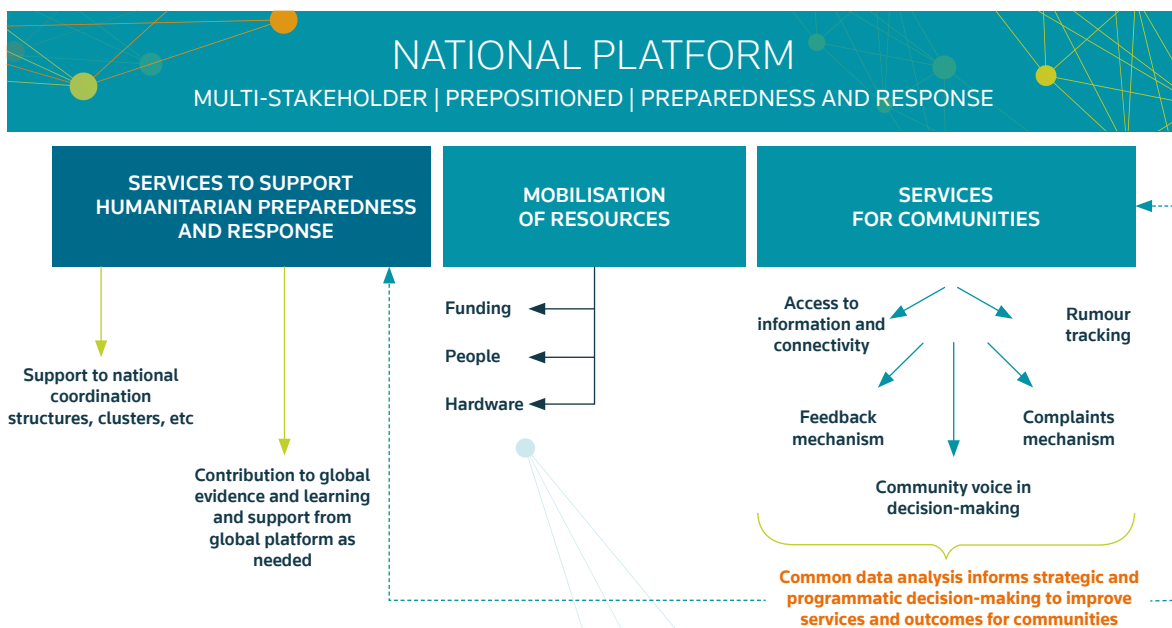 NATIONAL PLATFORM
MULTI-STAKEHOLDER | PREPOSITIONED | PREPAREDNESS AND RESPONSE
SERVICES TO SUPPORT
HUMANITARIAN PREPAREDNESS
AND RESPONSE
Support to national
coordination
structures, clusters, etc
Contribution to global
evidence and learning
and support from
global platform as
needed
MOBILISATION
OF RESOURCES
Funding
People
Hardware
SERVICES
FOR COMMUNITIES
Access to
information and
connectivity
Rumour
tracking
Feedback
mechanism
Complaints
mechanism
Community voice in
decision-making
Common data analysis informs strategic and
programmatic decision-making to improve
services and outcomes for communities